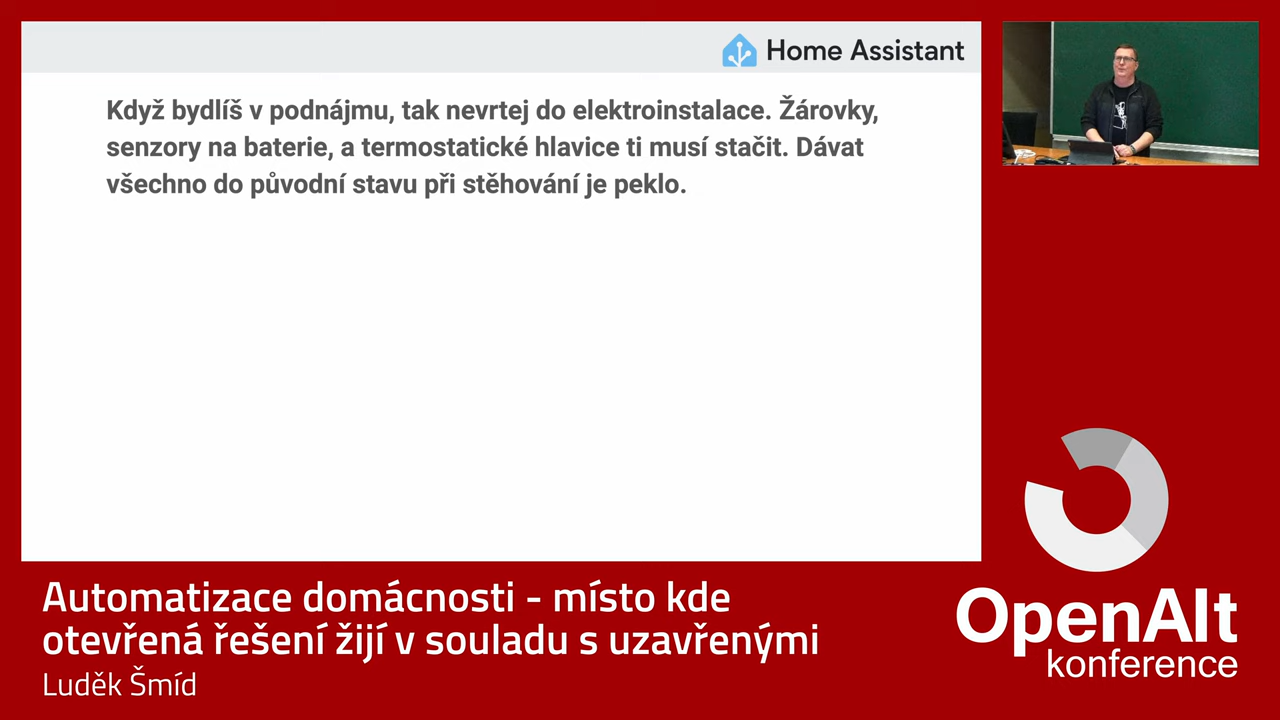 Home Assistant
Když bydlíš v podnájmu, tak nevrtej do elektroinstalace. Žárovky,
senzory na baterie, a termostatické hlavice ti musí stačit. Dávat
všechno do původní stavu při stěhování je peklo.
Automatizace domácnosti - místo kde
otevřená řešení žijí v souladu s uzavřenými
Luděk Šmíd
OpenAlt
konference